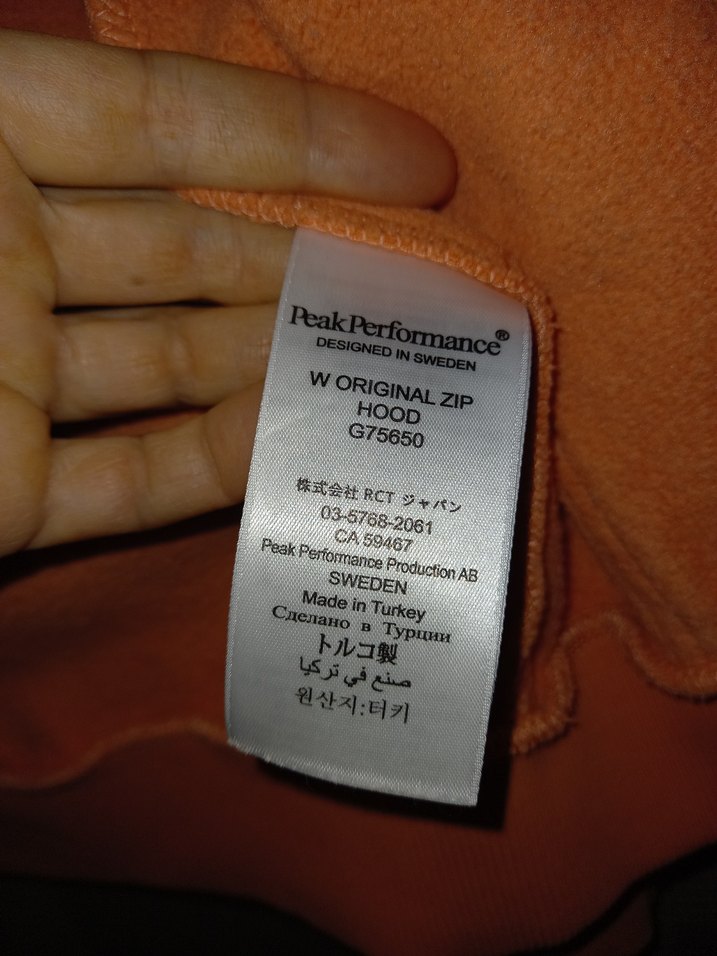 PeakPerformance®
DESIGNED IN SWEDEN
W ORIGINAL ZIP
HOOD
G75650
株式会社 RCT ジャパン
03-5768-2061
CA 59467
Peak Performance Production AB
SWEDEN
Made in Turkey
Сделано в Турции
トルコ製
صنع في تركيا
원산지:터키